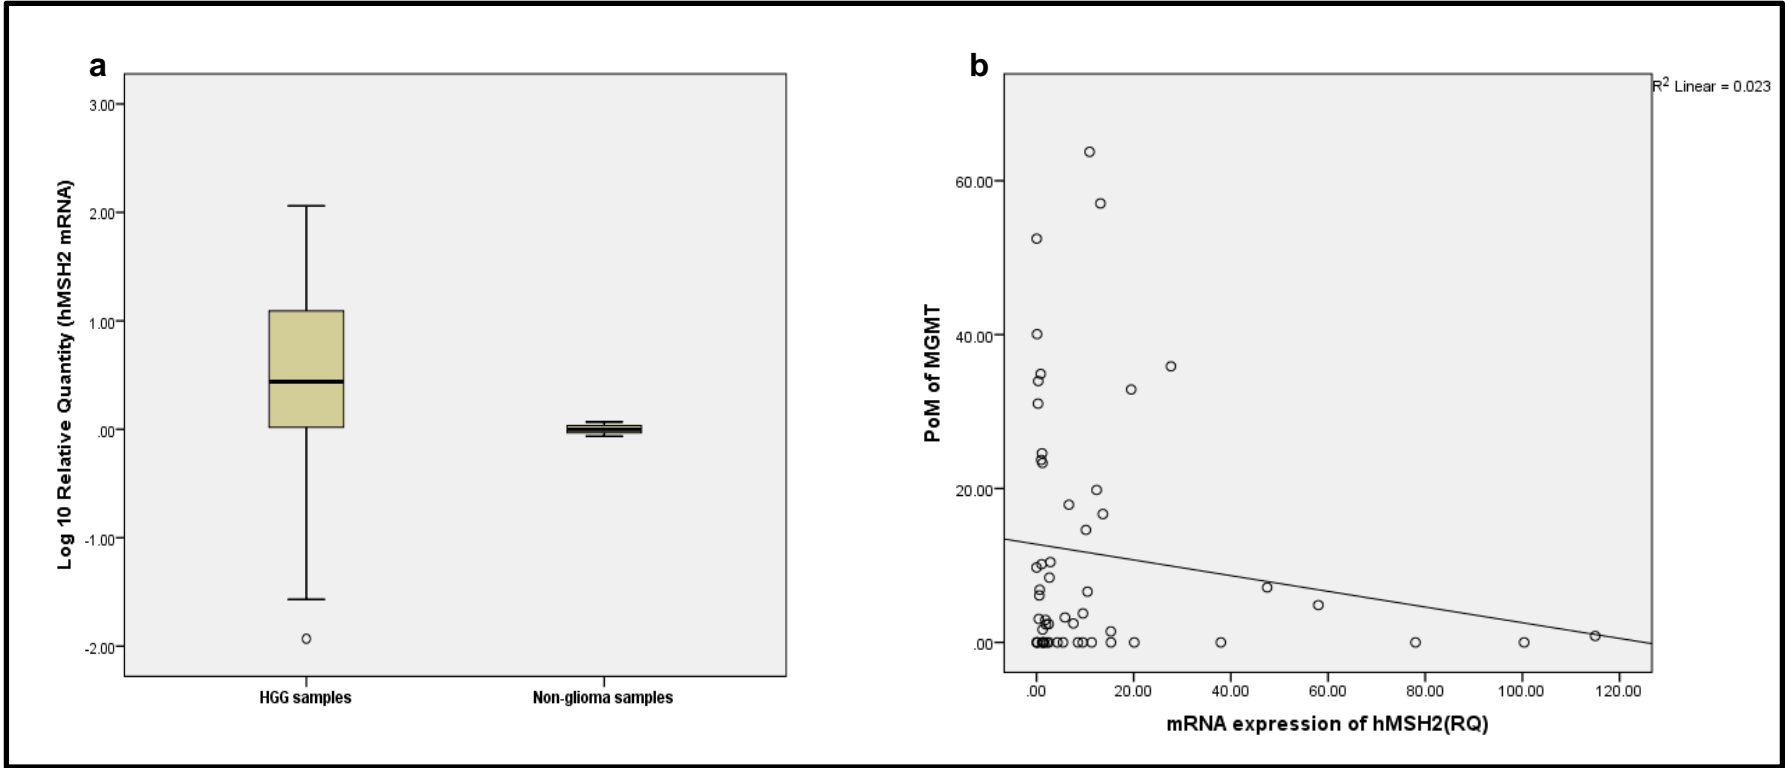 a
3.00
2.00
1.00
.00
-1.00
-2.00
Log 10 Relative Quantity (hMSH2 mRNA)
HGG samples
Non-glioma samples
b
R2 Linear = 0.023
60.00
40.00
20.00
.00
PoM of MGMT
.00 20.00 40.00 60.00 80.00 100.00 120.00
mRNA expression of hMSH2(RQ)